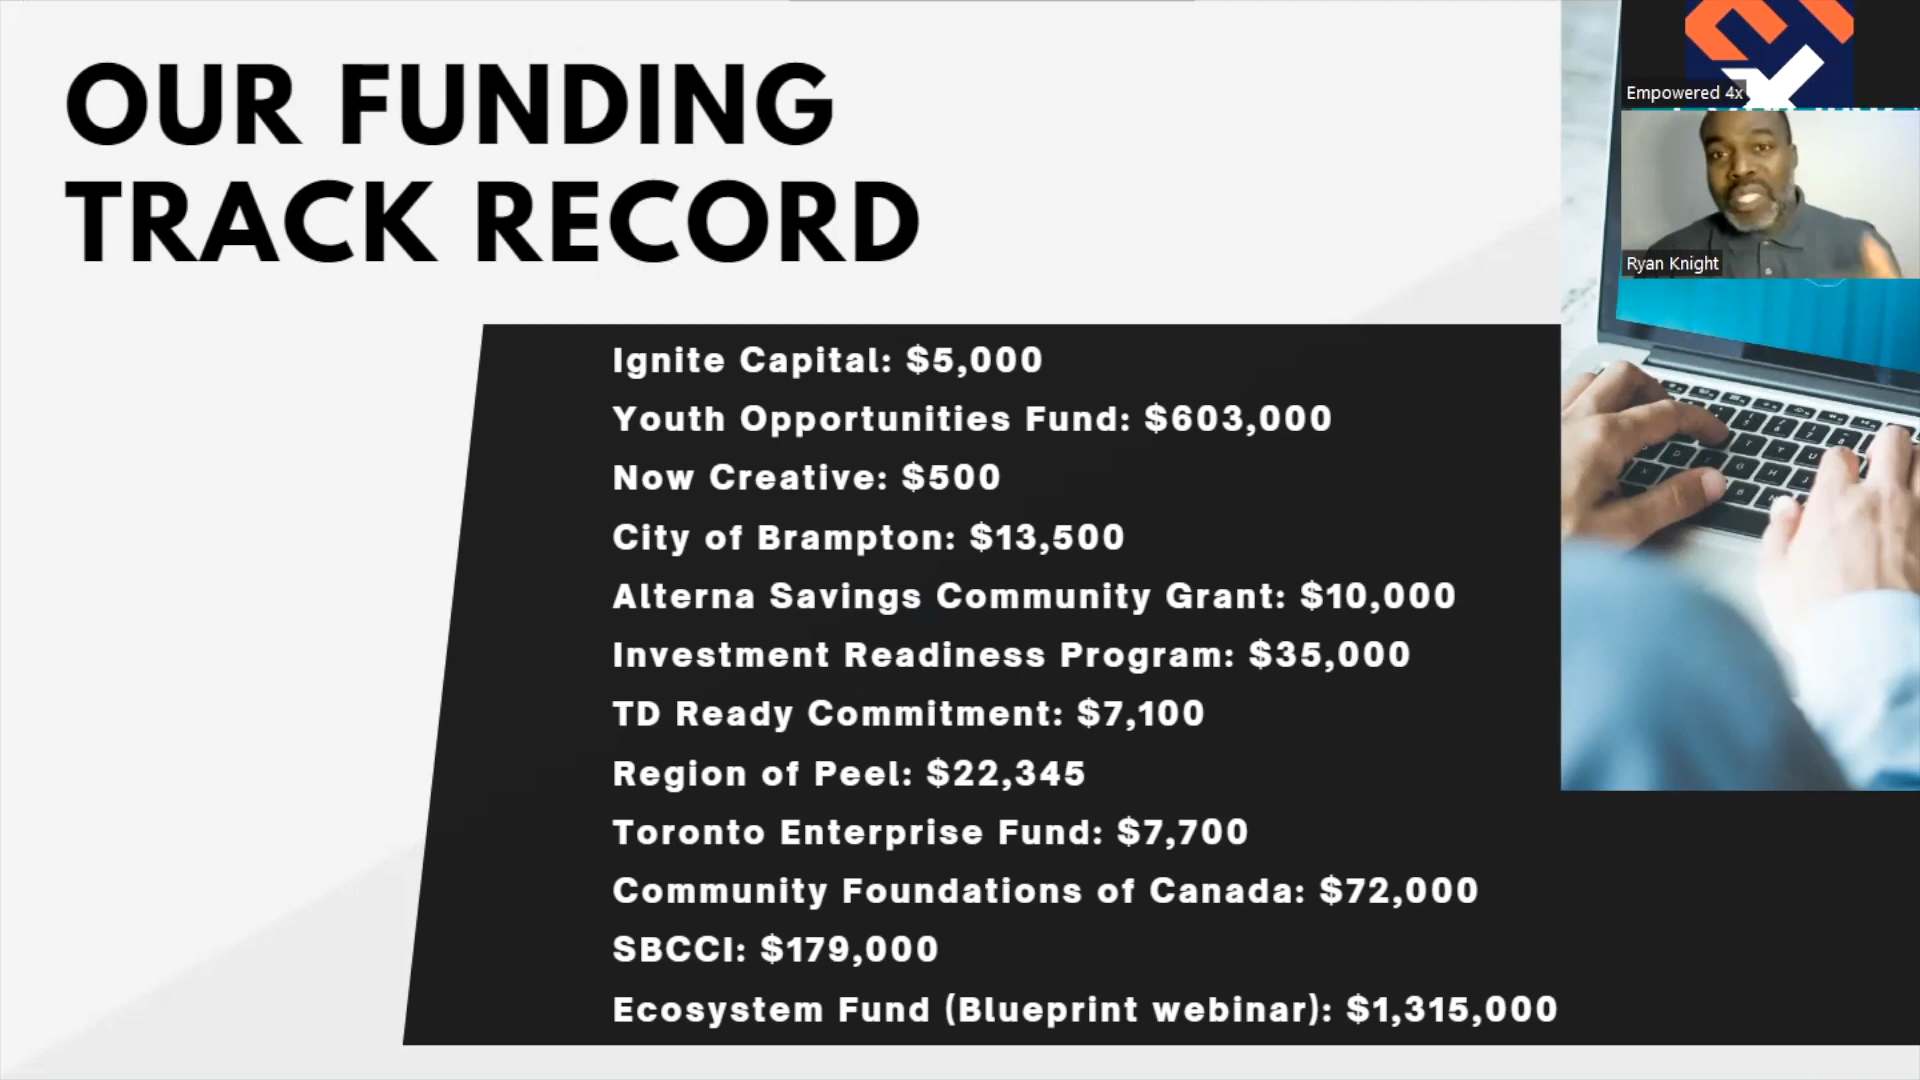 OUR FUNDING
TRACK RECORD
Empowered 4x
Ryan Knight
Ignite Capital: $5,000
Youth Opportunities Fund: $603,000
Now Creative: $500
City of Brampton: $13,500
Alterna Savings Community Grant: $10,000
Investment Readiness Program: $35,000
TD Ready Commitment: $7,100
Region of Peel: $22,345
Toronto Enterprise Fund: $7,700
Community Foundations of Canada: $72,000
SBCCI: $179,000
Ecosystem Fund (Blueprint webinar): $1,315,000